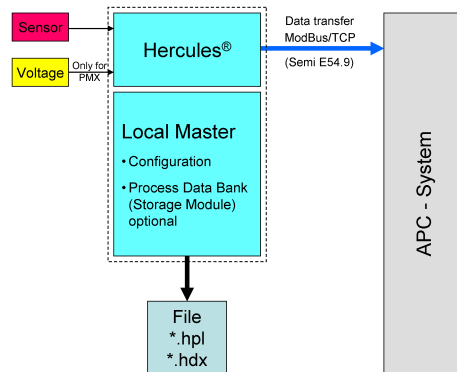 Sensor
Voltage
Only for
PMX
Hercules®
Data transfer
ModBus/TCP
(Semi E54.9)
Local Master
• Configuration
• Process Data Bank
(Storage Module)
optional
APC - System
File
*.hpl
*.hdx